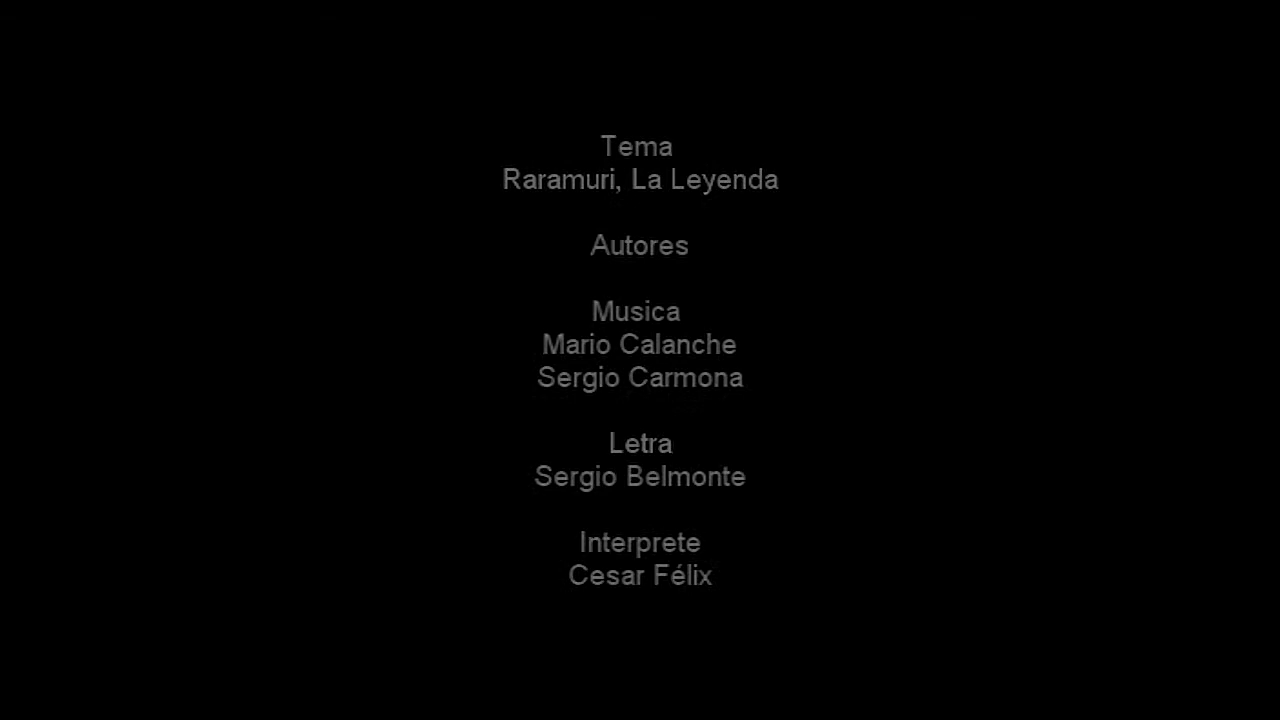 Tema
Raramuri, La Leyenda
Autores
Musica
Mario Calanche
Sergio Carmona
Letra
Sergio Belmonte
Interprete
Cesar Félix